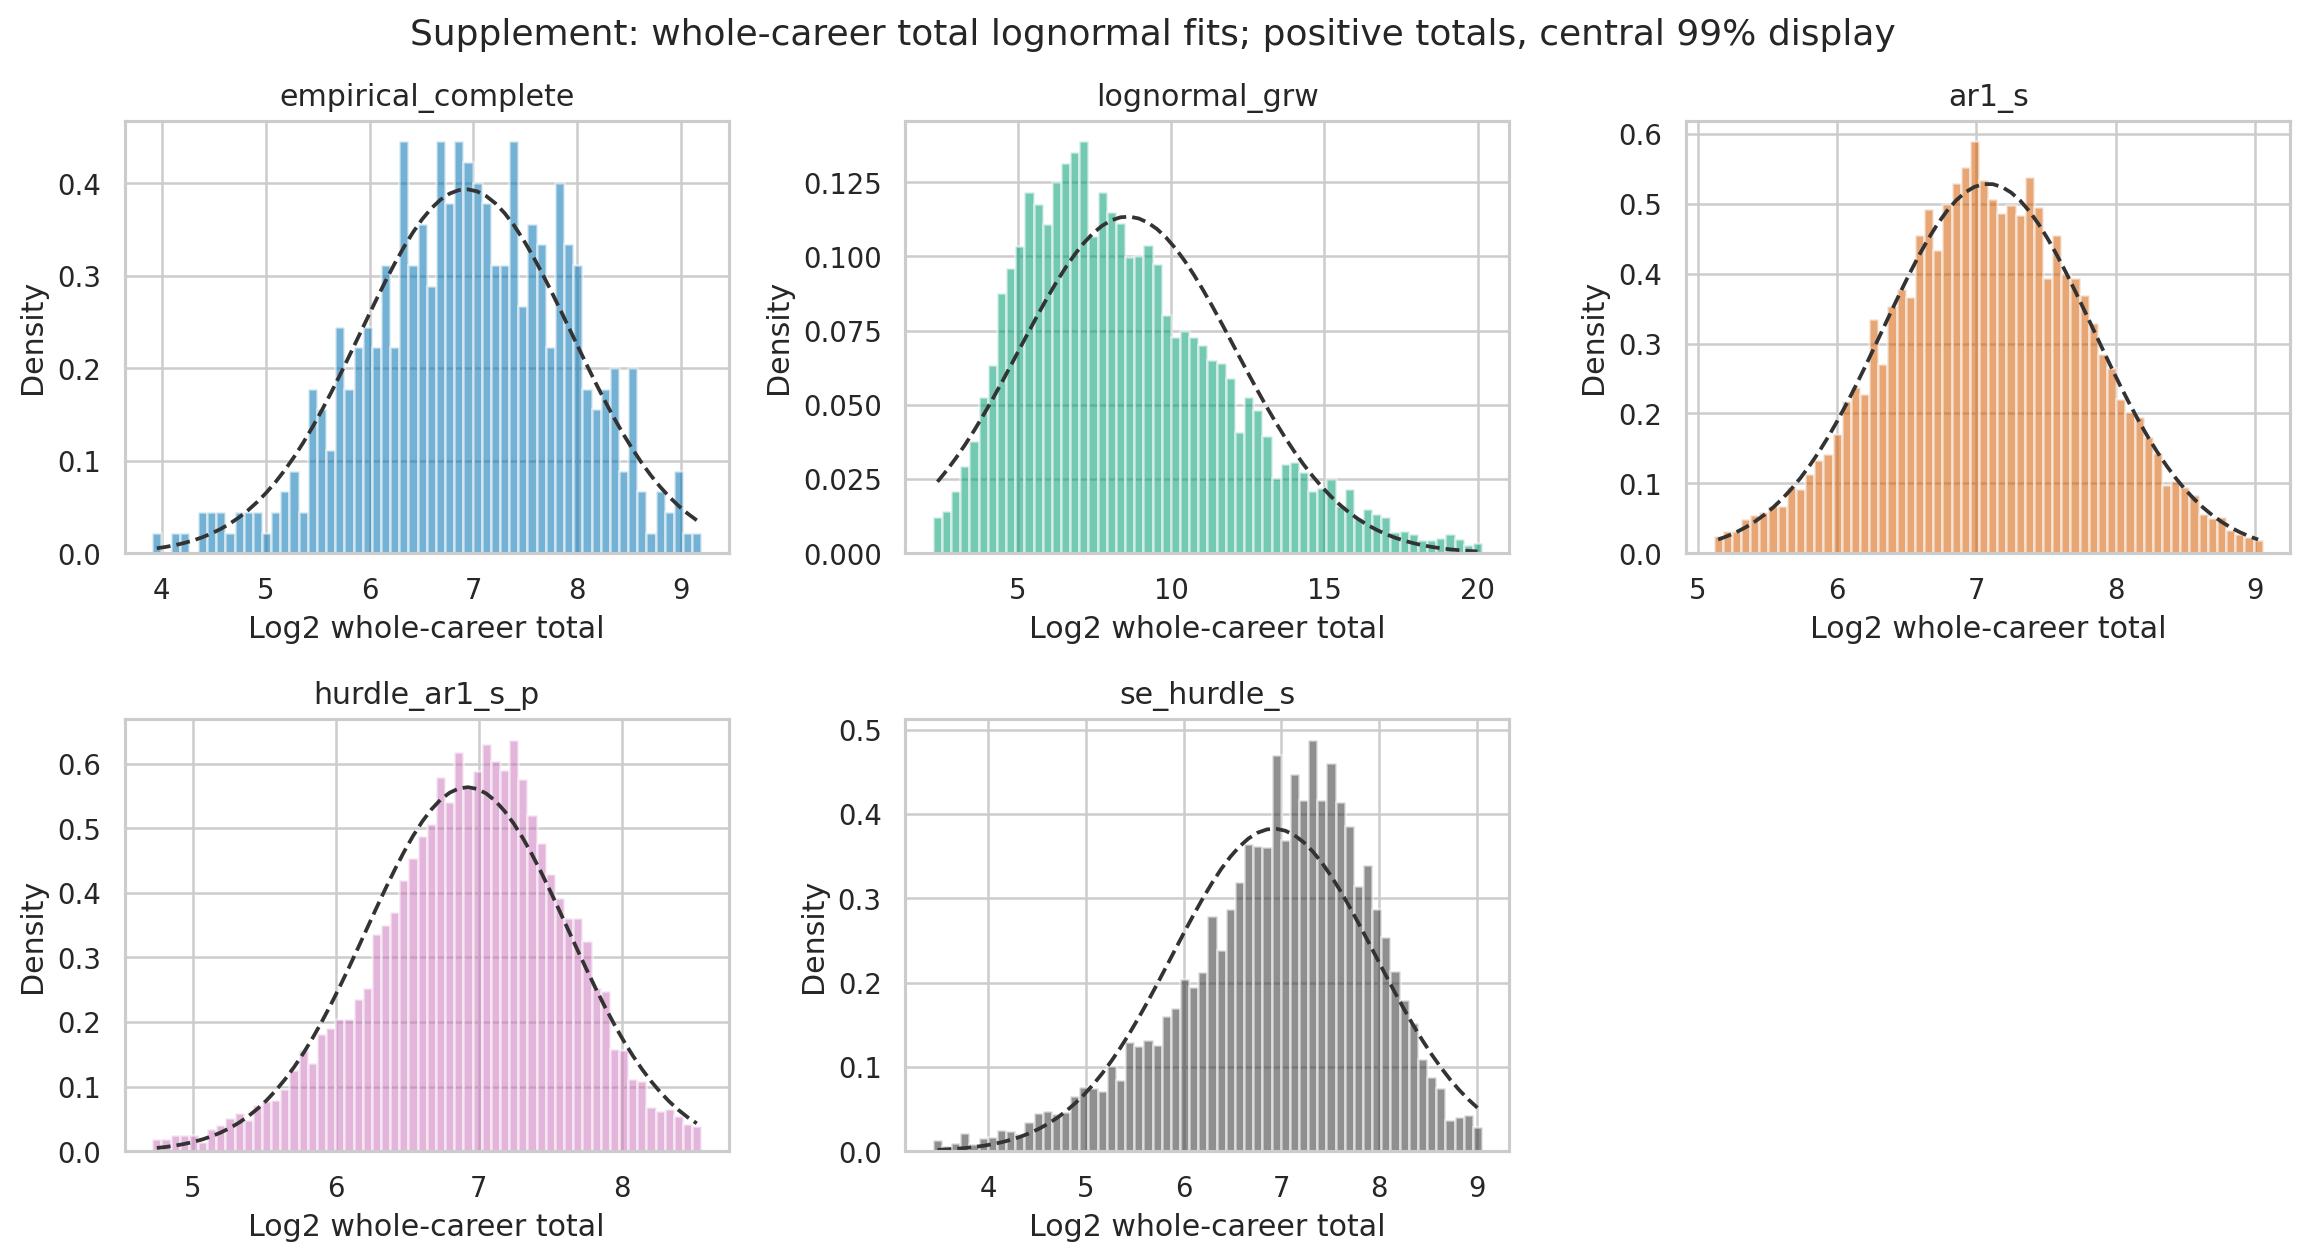 Supplement: whole-career total lognormal fits; positive totals, central 99% display
empirical_complete
Density
0.4
0.3
0.2
0.1
0.0
4 5 6 7 8 9
Log2 whole-career total
lognormal_grw
Density
0.125
0.100
0.075
0.050
0.025
0.000
5 10 15 20
Log2 whole-career total
ar1_s
Density
0.6
0.5
0.4
0.3
0.2
0.1
0.0
5 6 7 8 9
Log2 whole-career total
hurdle_ar1_s_p
Density
0.6
0.5
0.4
0.3
0.2
0.1
0.0
5 6 7 8
Log2 whole-career total
se_hurdle_s
Density
0.5
0.4
0.3
0.2
0.1
0.0
4 5 6 7 8 9
Log2 whole-career total